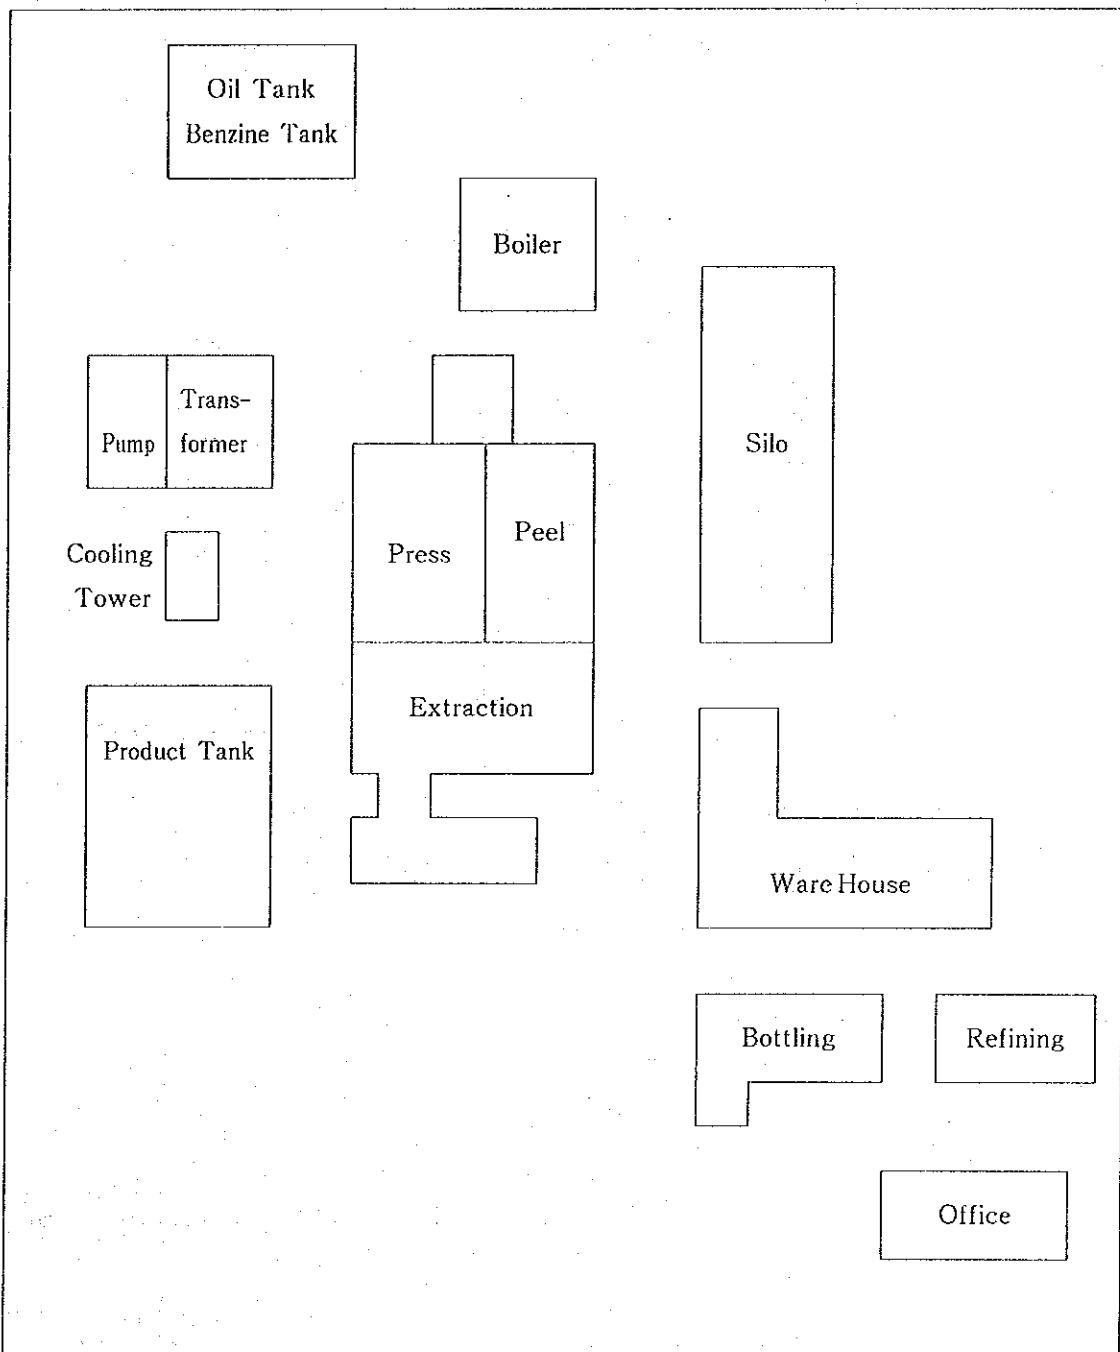 Oil Tank
Benzine Tank
Boiler
Trans-
Pump former
Silo
Peel
Press
Cooling
Tower
Extraction
Product Tank
Ware House
Bottling
Refining
Office